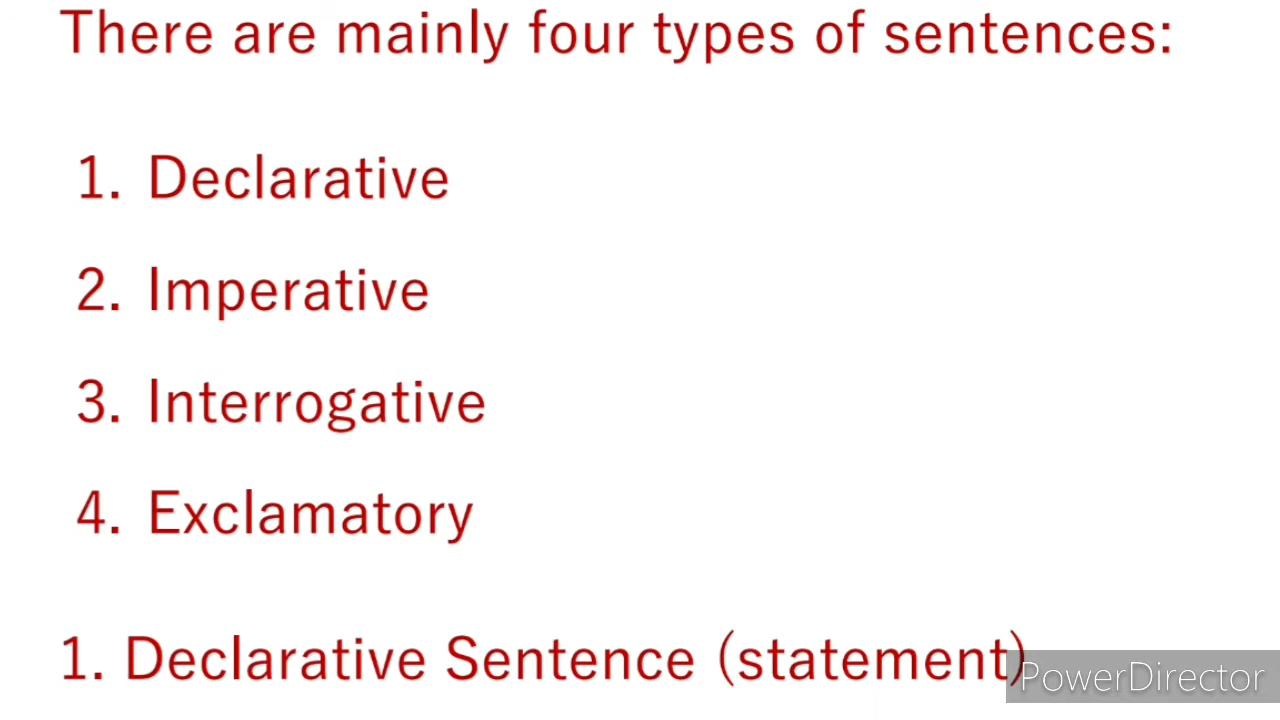 There are mainly four types of sentences:
1. Declarative
2. Imperative
3. Interrogative
4. Exclamatory
1. Declarative Sentence (statement)
PowerDirector